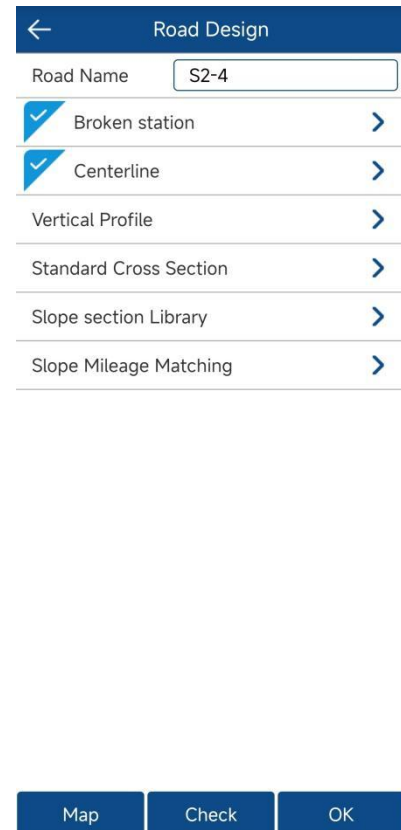 Road Design
Road Name S2-4
Broken station
Centerline
Vertical Profile
Standard Cross Section
Slope section Library
Slope Mileage Matching
Map Check OK